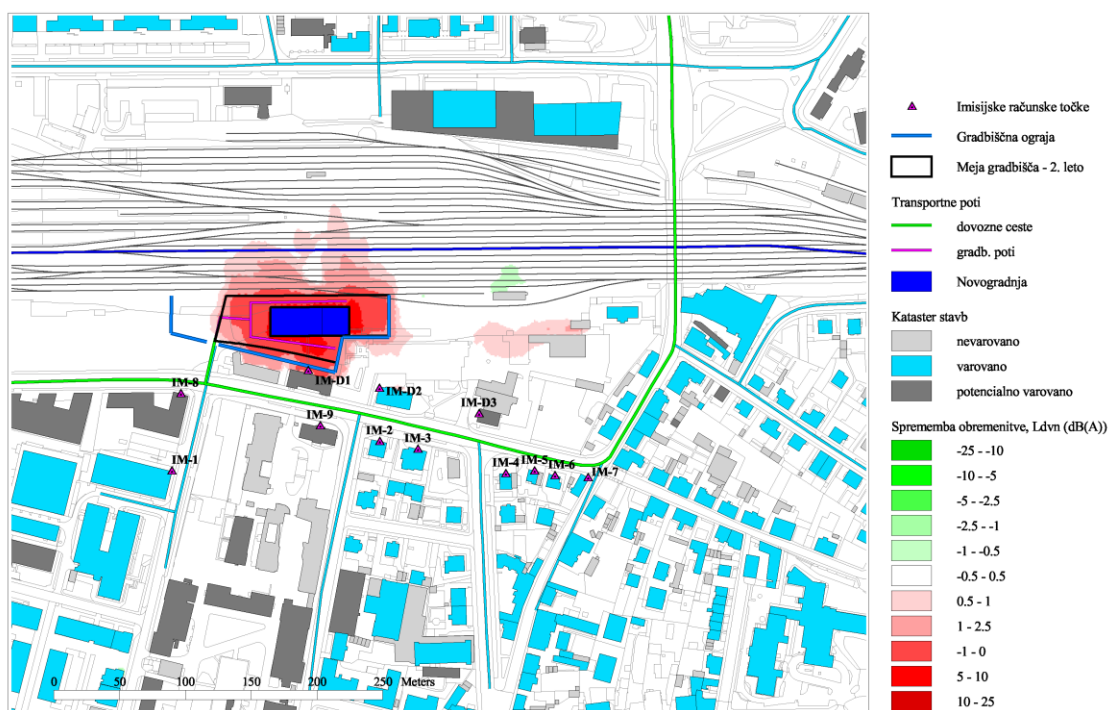 IM-D1
IM-8
IM-D2
IM-D3
IM-9
IM-2
IM-3
IM-1
IM-4
IM-5
IM-6
IM-7
0 50 100 150 200 250 Meters
Imisijske računske točke
Gradbiščna ograja
Meja gradbišča - 2. leto
Transportne poti
dovozne ceste
gradb. poti
Novogradnja
Kataster stavb
nevarovano
varovano
potencialno varovano
Sprememba obremenitve, Ldvn (dB(A))
-25 - -10
-10 - -5
-5 - -2.5
-2.5 - -1
-1 - -0.5
-0.5 - 0.5
0.5 - 1
1 - 2.5
-1 - 0
5 - 10
10 - 25